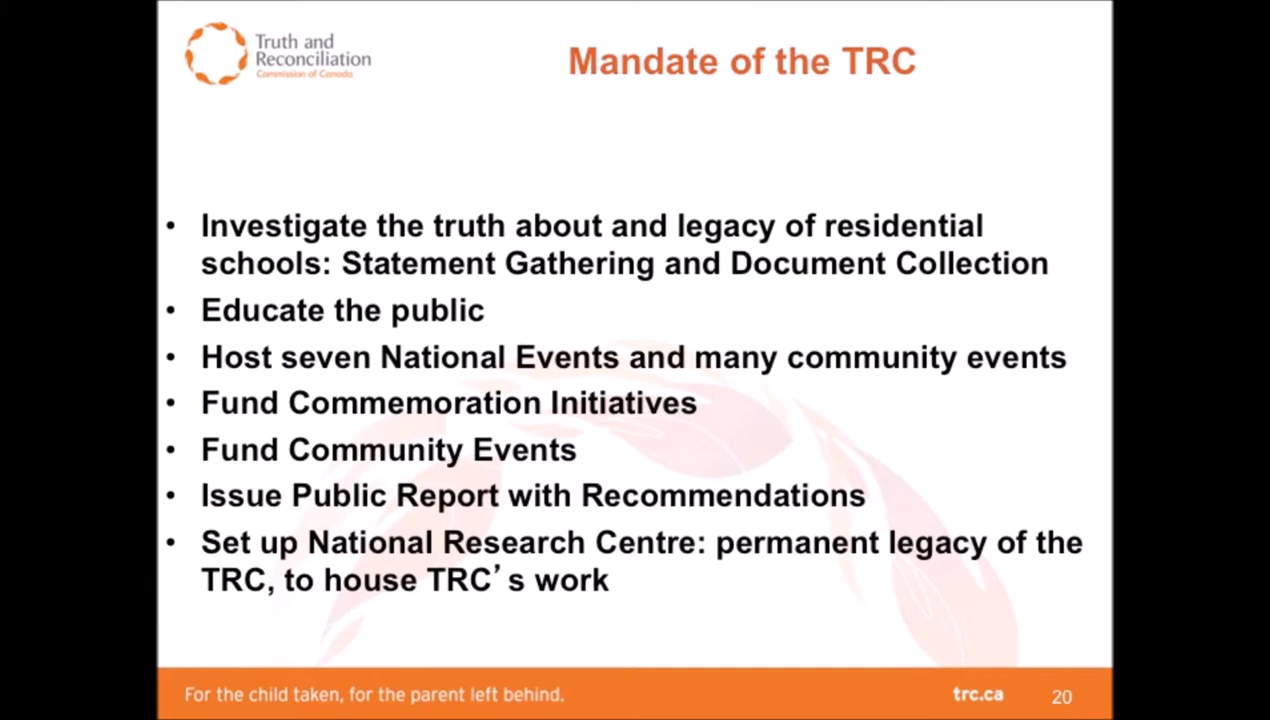 Truth and
Reconciliation
Commission of Canada
Mandate of the TRC
• Investigate the truth about and legacy of residential
schools: Statement Gathering and Document Collection
• Educate the public
• Host seven National Events and many community events
• Fund Commemoration Initiatives
• Fund Community Events
• Issue Public Report with Recommendations
• Set up National Research Centre: permanent legacy of the
TRC, to house TRC’s work
For the child taken, for the parent left behind.
trc.ca
20